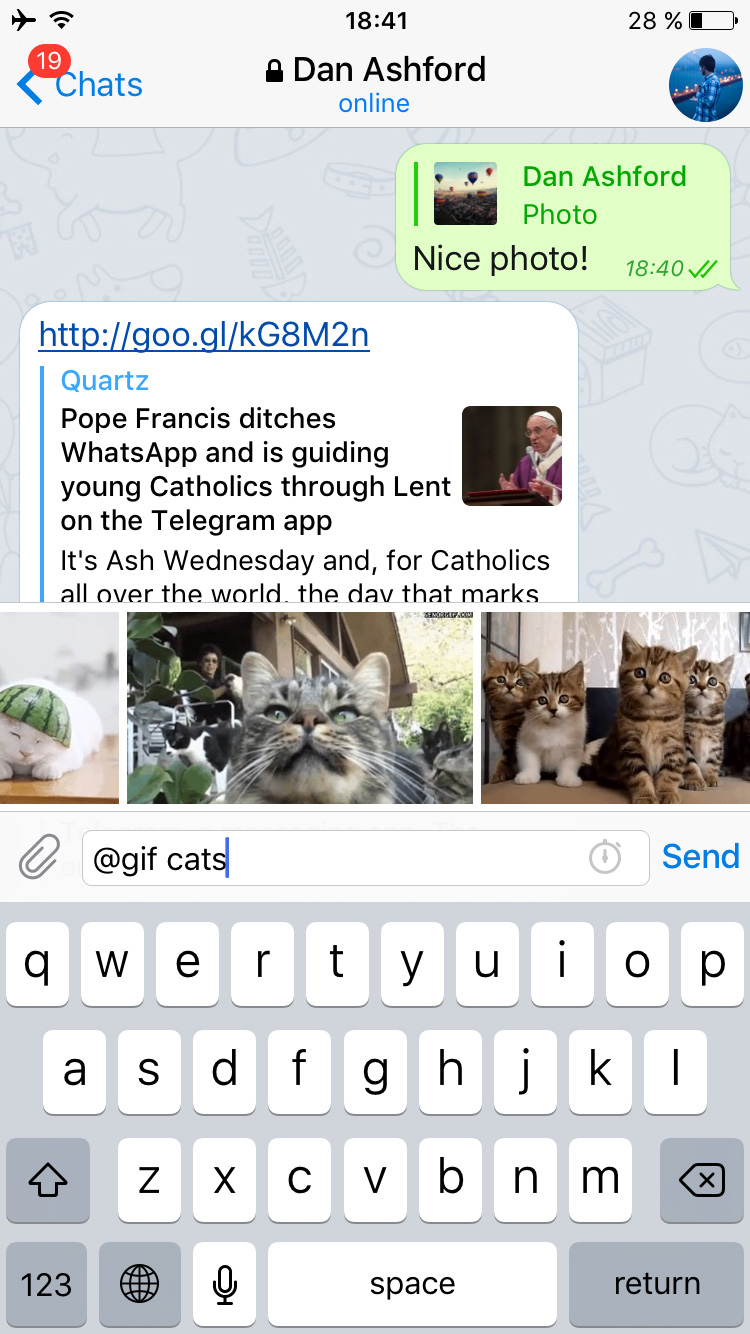 18:41
28 %
19
Chats
Dan Ashford
online
Dan Ashford
Photo
Nice photo!
18:40
http://goo.gl/kG8M2n
Quartz
Pope Francis ditches
WhatsApp and is guiding
young Catholics through Lent
on the Telegram app
It's Ash Wednesday and, for Catholics
all over the world, the day that marks
@gif cats
Send
q w e r t y u i o p
a s d f g h j k l
z x c v b n m
123
space
return